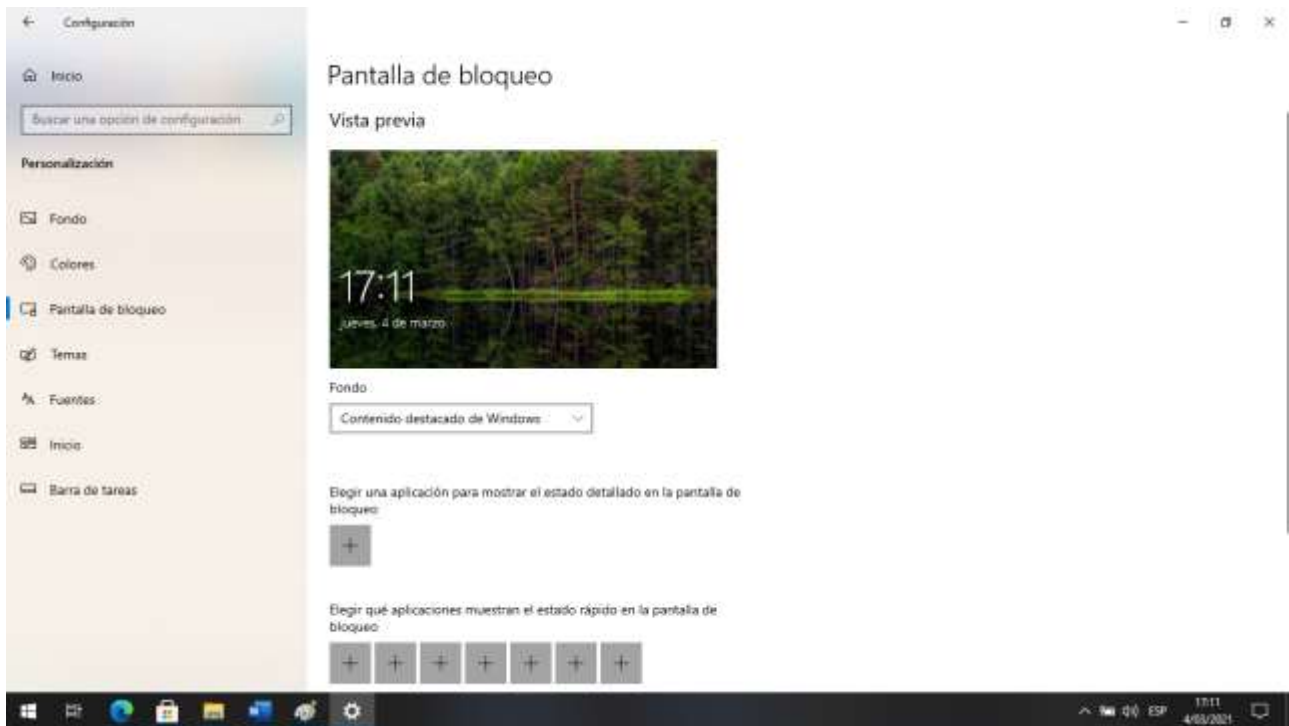 Configuración
Inicio
Buscar una opción de configuración
Personalización
Fondo
Colores
Pantalla de bloqueo
Temas
Fuentes
Inicio
Barra de tareas
Pantalla de bloqueo
Vista previa
17:11
jueves, 4 de marzo
Fondo
Contenido destacado de Windows
Elegir una aplicación para mostrar el estado detallado en la pantalla de
bloqueo
Elegir qué aplicaciones muestran el estado rápido en la pantalla de
bloqueo
ESP
17:11
4/03/2021